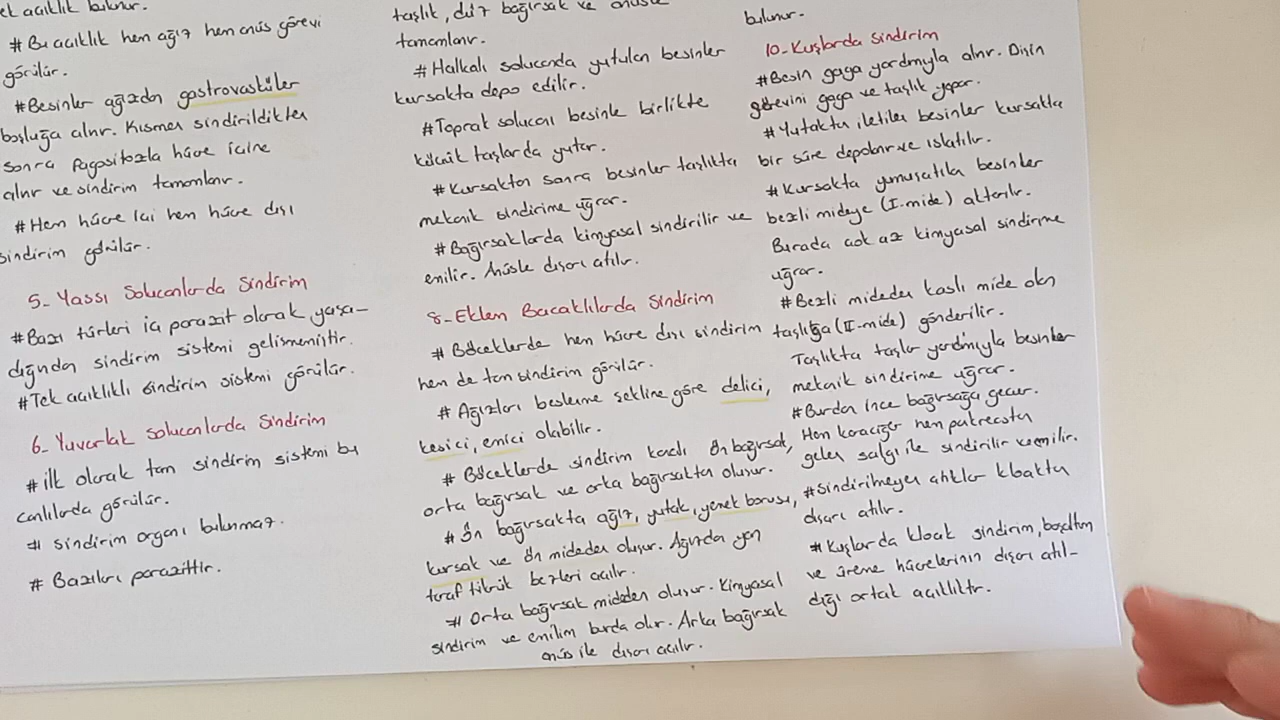 açıklık bulunur.
# Bu açıklık hem ağız hem anüs görevi
görülür.
# Besinler ağızdan gastrovasküler
boşluğa alınır. Kısmen sindirildikten
sonra fagositozla hücre içine
alınır ve sindirim tamamlanır.
# Hem hücre içi hem hücre dışı
sindirim görülür.
5- Yassı Solucanlarda Sindirim
# Bazı türleri iç parazit olarak yaşa-
dığından sindirim sistemi gelişmemiştir.
# Tek açıklıklı sindirim sistemi görülür.
6. Yuvarlak solucanlarda Sindirim
# ilk olarak tam sindirim sistemi bu
canlılarda görülür.
# sindirim organı bulunmaz.
# Bazıları parazittir.
taşlık, düz bağırsak ve anüsle
tamamlanır.
# Halkalı solucanda yutulan besinler
kursakta depo edilir.
# Toprak solucanı besinle birlikte
küçük taşlarda yutar.
# Kursaktan sonra besinler taşlıkta
mekanik sindirime uğrar.
# Bağırsaklarda kimyasal sindirilir ve
emilir. Anüsle dışarı atılır.
8- Eklem Bacaklılarda Sindirim
# Böceklerde hem hücre dışı sindirim
hem de tam sindirim görülür.
# Ağızları beslenme şekline göre delici,
kesici, emici olabilir.
# Böceklerde sindirim kanalı ön bağırsak,
orta bağırsak ve arka bağırsaktan oluşur.
# Ön bağırsakta ağız, yutak, yemek borusu,
kursak ve ön mideden oluşur. Ağızda yan
taraf tükrük bezleri açılır.
# Orta bağırsak mideden oluşur. Kimyasal
sindirim ve emilim burda olur. Arka bağırsak
anüs ile dışarı açılır.
bulunur.
10- Kuşlarda Sindirim
# Besin gaga yardımıyla alınır. Dişin
görevini gaga ve taşlık yapar.
# Yutaktan iletilen besinler kursakta
bir süre depolanır ve ıslatılır.
# Kursakta yumuşatılan besinler
bezli mideye (I-mide) aktarılır.
Burada çok az kimyasal sindirime
uğrar.
# Bezli mideden kaslı mide olan
taşlığa (II-mide) gönderilir.
Taşlıkta taşlar yardımıyla besinler
mekanik sindirime uğrar.
# Burdan ince bağırsağa geçer.
Hem karaciğer hem pankreastan
gelen salgı ile sindirilir ve emilir.
# Sindirilmeyen atıklar kloaktan
dışarı atılır.
# Kuşlarda kloak sindirim, boşaltım
ve üreme hücrelerinin dışarı atıl-
dığı ortak açıklıktır.